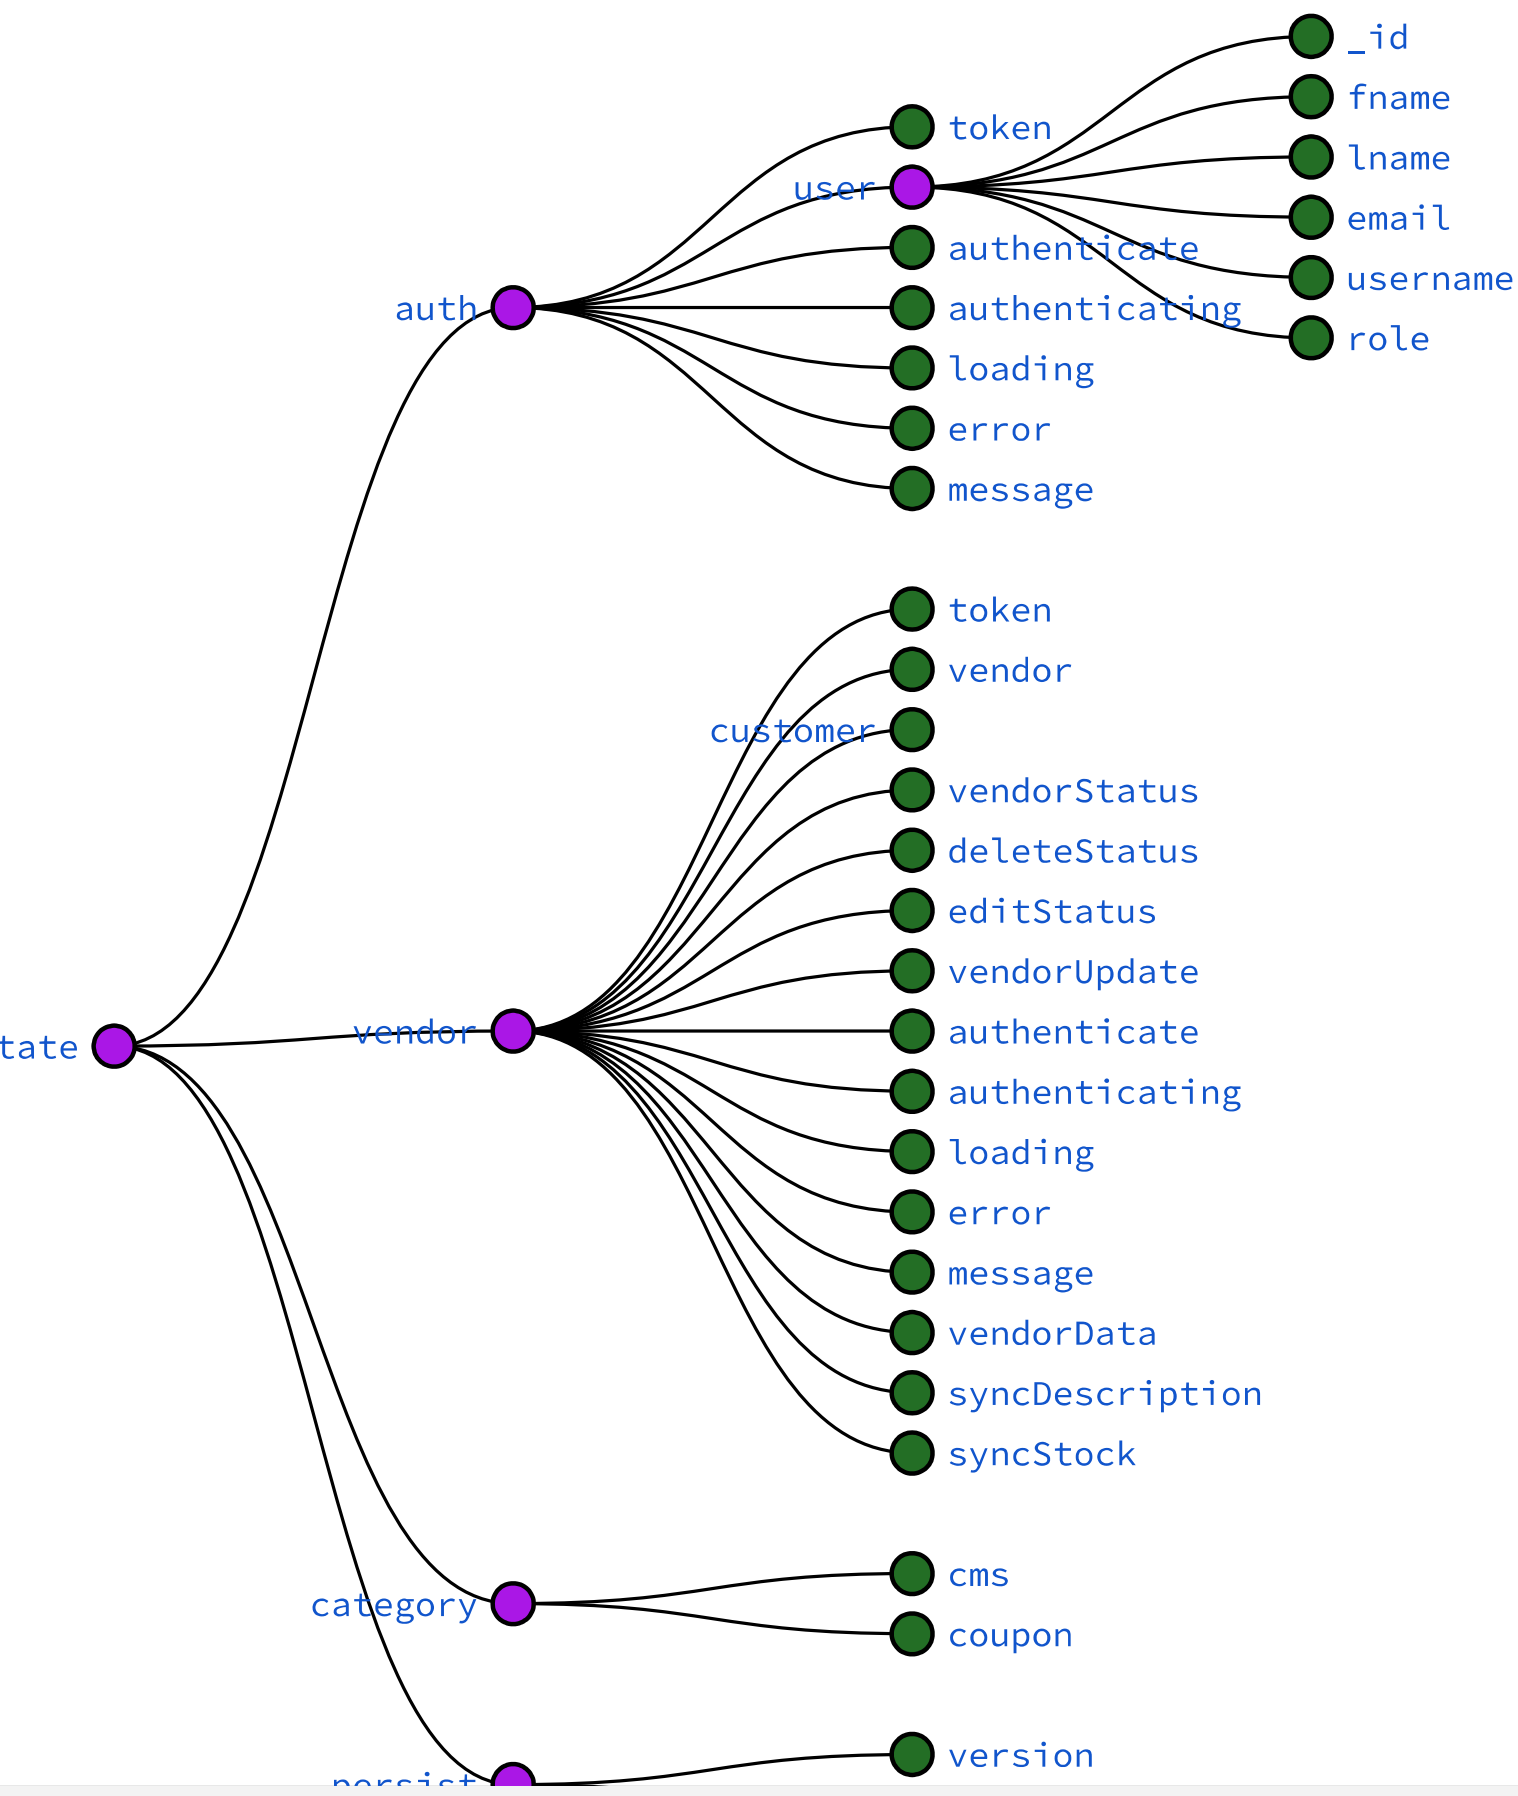 _id
fname
lname
email
username
role
token
user
authenticate
authenticating
loading
error
message
auth
token
vendor
customer
vendorStatus
deleteStatus
editStatus
vendorUpdate
authenticate
authenticating
loading
error
message
vendorData
syncDescription
syncStock
vendor
tate
cms
coupon
category
version
persist